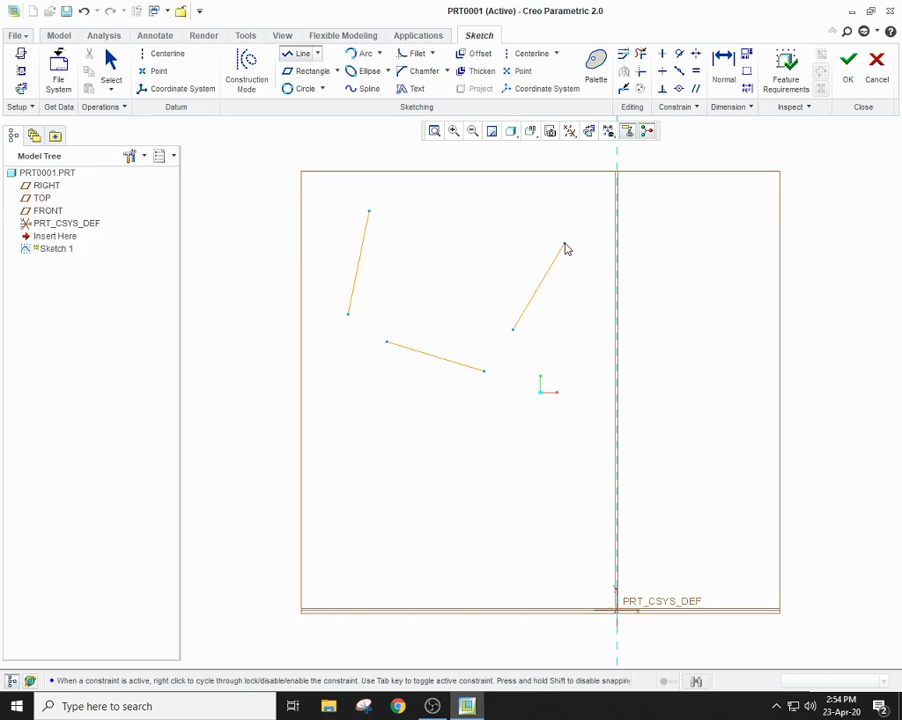 PRT0001 (Active) - Creo Parametric 2.0
File Model Analysis Annotate Render Tools View Flexible Modeling Applications Sketch
Centerline Line Arc Fillet Offset Centerline
Point Rectangle Ellipse Chamfer Thicken Point
Coordinate System Circle Spline Text Project Coordinate System
File System Select Construction Mode Palette Normal Feature Requirements OK Cancel
Setup Get Data Operations Datum Sketching Editing Constrain Dimension Inspect Close
Model Tree
PRT0001.PRT
RIGHT
TOP
FRONT
PRT_CSYS_DEF
Insert Here
Sketch 1
PRT_CSYS_DEF
When a constraint is active, right click to cycle through lock/disable/enable the constraint. Use Tab key to toggle active constraint. Press and hold Shift to disable snapping
Type here to search
2:54 PM
23-Apr-20
2